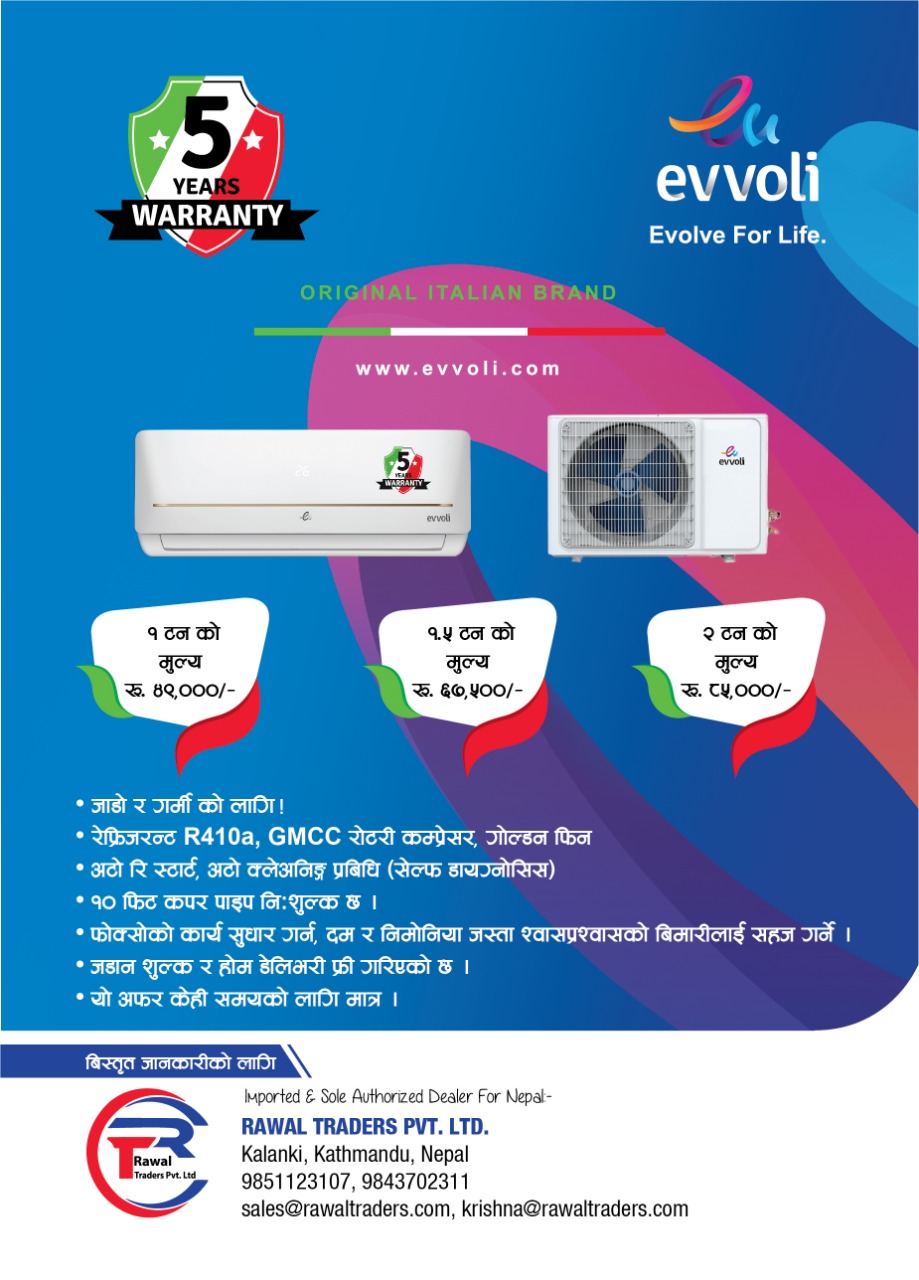 5
YEARS
WARRANTY
evvoli
Evolve For Life.
ORIGINAL ITALIAN BRAND
www.evvoli.com
26
5
YEARS
WARRANTY
evvoli
evvoli
१ टन को
मुल्य
रू. ४९,०००/-
१.५ टन को
मुल्य
रू. ६७,५००/-
२ टन को
मुल्य
रू. ८५,०००/-
• जाडो र गर्मी को लागि !
• रेफ्रिजरन्ट R410a, GMCC रोटरी कम्प्रेसर, गोल्डन फिन
• अटो रि स्टार्ट, अटो क्लेअनिङ्ग प्रबिधि (सेल्फ डायग्नोसिस)
• १० फिट कपर पाइप नि:शुल्क छ ।
• फोक्सोको कार्य सुधार गर्न, दम र निमोनिया जस्ता श्वासप्रश्वासको बिमारीलाई सहज गर्ने ।
• जडान शुल्क र होम डेलिभरी फ्री गरिएको छ ।
• यो अफर केही समयको लागि मात्र ।
बिस्तृत जानकारीको लागि
Imported & Sole Authorized Dealer For Nepal:-
RAWAL TRADERS PVT. LTD.
Kalanki, Kathmandu, Nepal
9851123107, 9843702311
sales@rawaltraders.com, krishna@rawaltraders.com
Rawal
Traders Pvt. Ltd